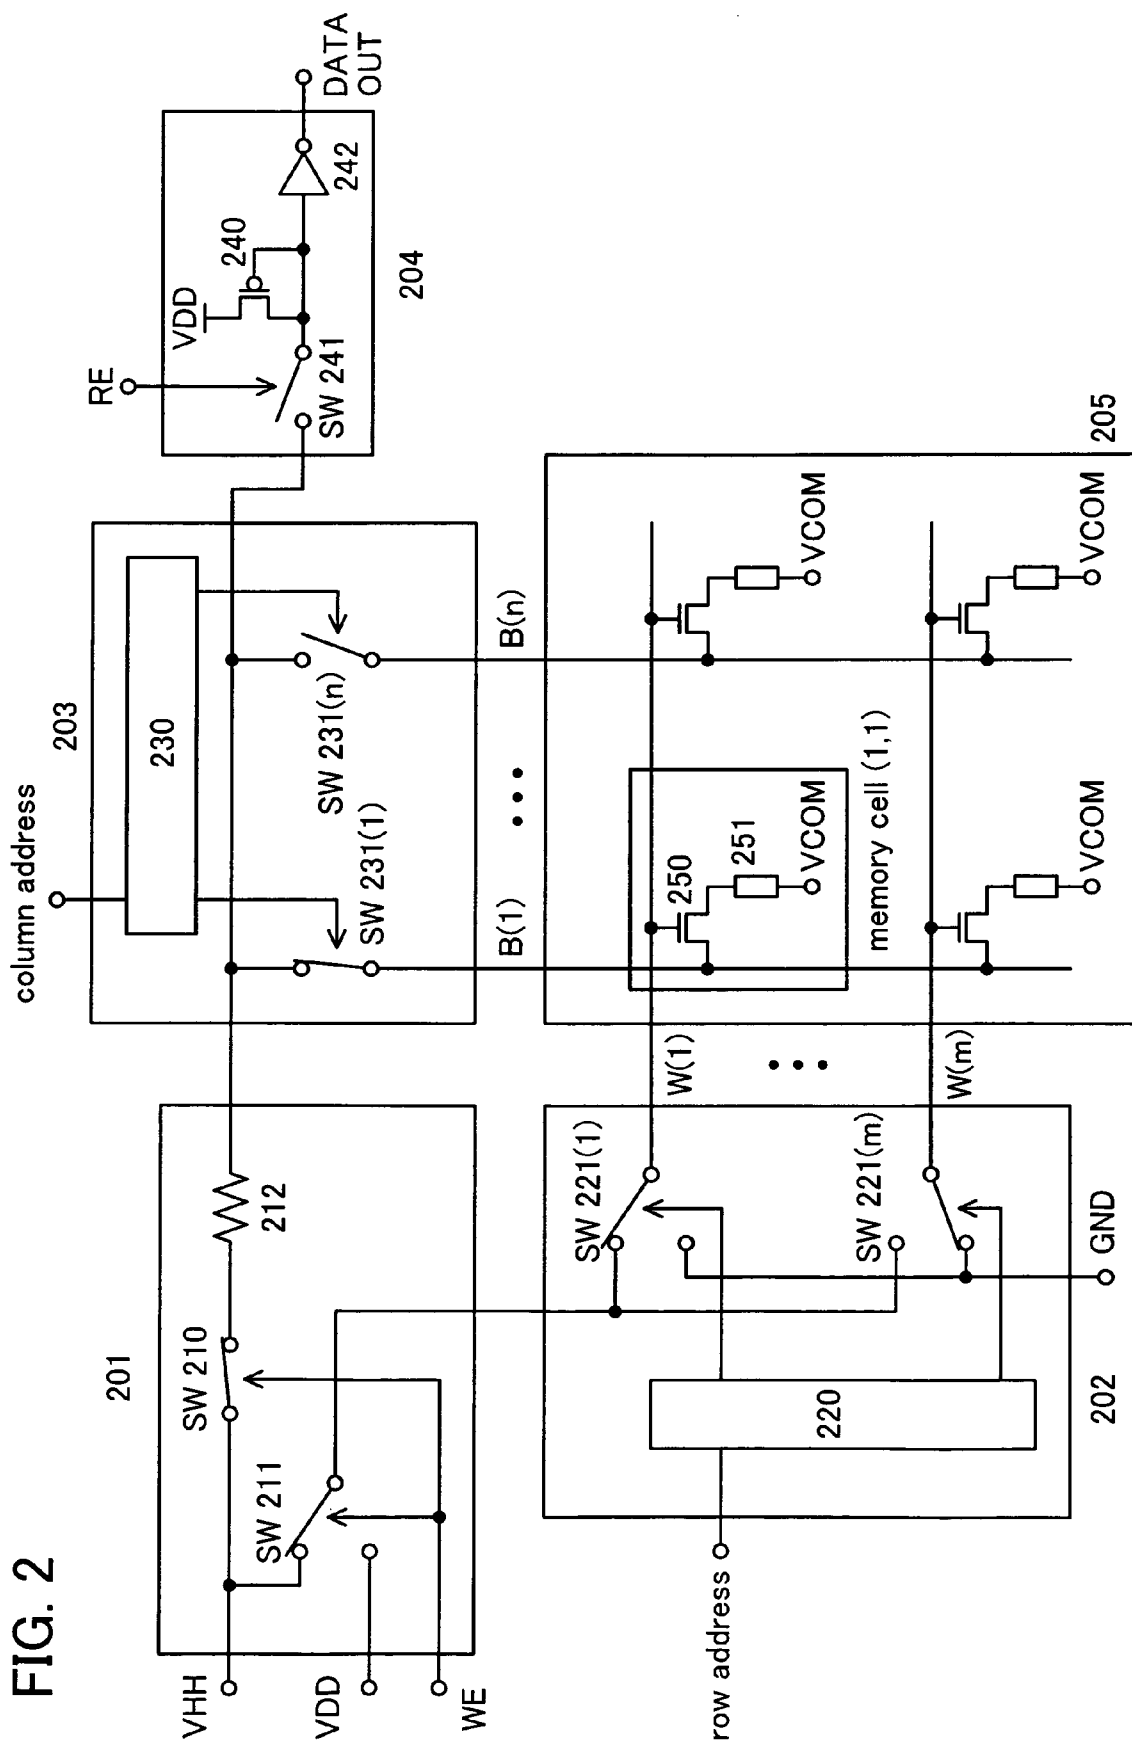 FIG. 2
VHH
VDD
WE
201
SW 210
SW 211
212
column address
203
230
SW 231(1)
SW 231(n)
RE
VDD
240
SW 241
242
204
DATA
OUT
B(1)
B(n)
row address
220
202
SW 221(1)
SW 221(m)
GND
W(1)
W(m)
250
251
VCOM
memory cell (1,1)
VCOM
VCOM
VCOM
205